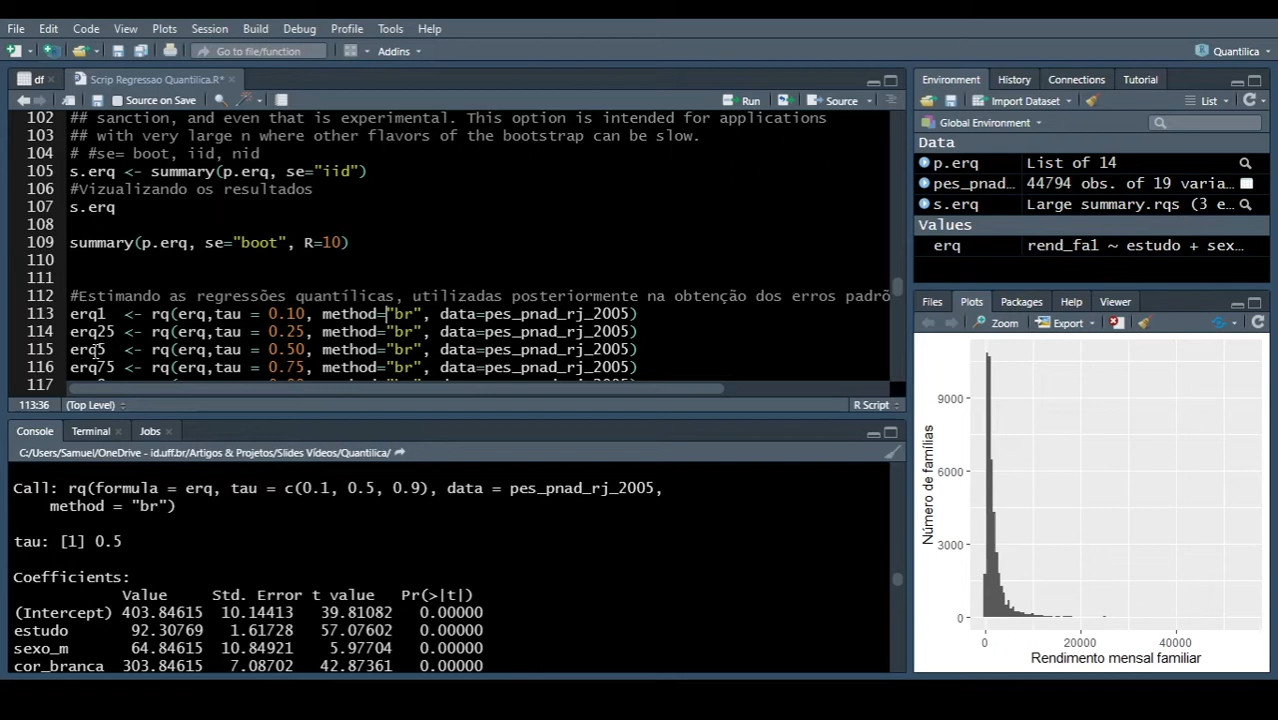 File Edit Code View Plots Session Build Debug Profile Tools Help
Go to file/function Addins Quantilica
df Scrip Regressao Quantilica.R*
Source on Save Run Source
102 ## sanction, and even that is experimental. This option is intended for applications
103 ## with very large n where other flavors of the bootstrap can be slow.
104 # #se= boot, iid, nid
105 s.erq <- summary(p.erq, se="iid")
106 #Vizualizando os resultados
107 s.erq
108
109 summary(p.erq, se="boot", R=10)
110
111
112 #Estimando as regressões quantílicas, utilizadas posteriormente na obtenção dos erros padrõ
113 erq1 <- rq(erq,tau = 0.10, method="br", data=pes_pnad_rj_2005)
114 erq25 <- rq(erq,tau = 0.25, method="br", data=pes_pnad_rj_2005)
115 erq5 <- rq(erq,tau = 0.50, method="br", data=pes_pnad_rj_2005)
116 erq75 <- rq(erq,tau = 0.75, method="br", data=pes_pnad_rj_2005)
117
113:36 (Top Level) R Script
Console Terminal Jobs
C:/Users/Samuel/OneDrive - id.uff.br/Artigos & Projetos/Slides Vídeos/Quantilica/
Call: rq(formula = erq, tau = c(0.1, 0.5, 0.9), data = pes_pnad_rj_2005,
method = "br")
tau: [1] 0.5
Coefficients:
Value Std. Error t value Pr(>|t|)
(Intercept) 403.84615 10.14413 39.81082 0.00000
estudo 92.30769 1.61728 57.07602 0.00000
sexo_m 64.84615 10.84921 5.97704 0.00000
cor_branca 303.84615 7.08702 42.87361 0.00000
Environment History Connections Tutorial
Import Dataset List
Global Environment
Data
p.erq List of 14
pes_pnad… 44794 obs. of 19 varia…
s.erq Large summary.rqs (3 e…
Values
erq rend_fa1 ~ estudo + sex…
Files Plots Packages Help Viewer
Zoom Export
Número de famílias
9000
6000
3000
0
0 20000 40000
Rendimento mensal familiar